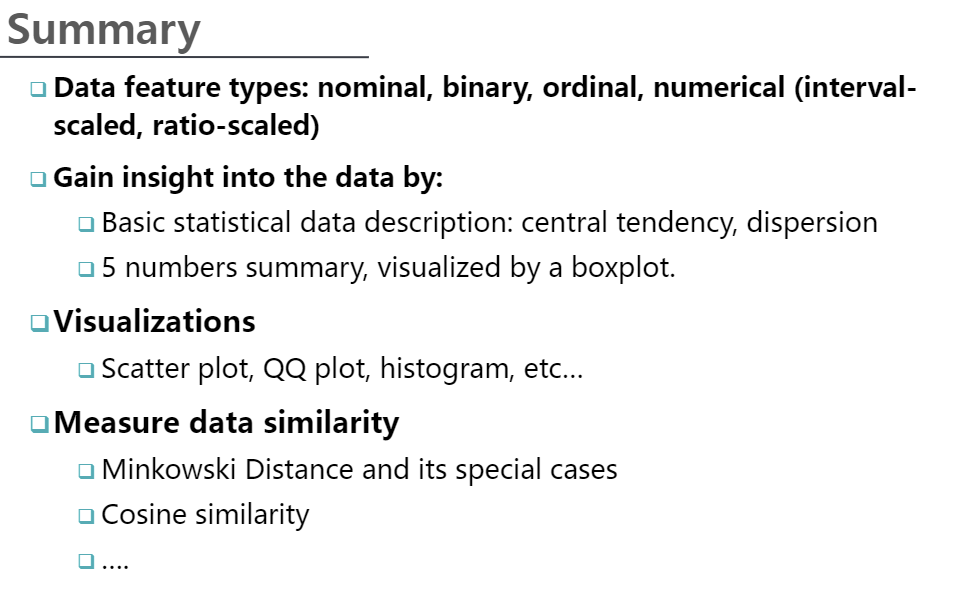 Summary
Data feature types: nominal, binary, ordinal, numerical (interval-
scaled, ratio-scaled)
Gain insight into the data by:
Basic statistical data description: central tendency, dispersion
5 numbers summary, visualized by a boxplot.
Visualizations
Scatter plot, QQ plot, histogram, etc...
Measure data similarity
Minkowski Distance and its special cases
Cosine similarity
....